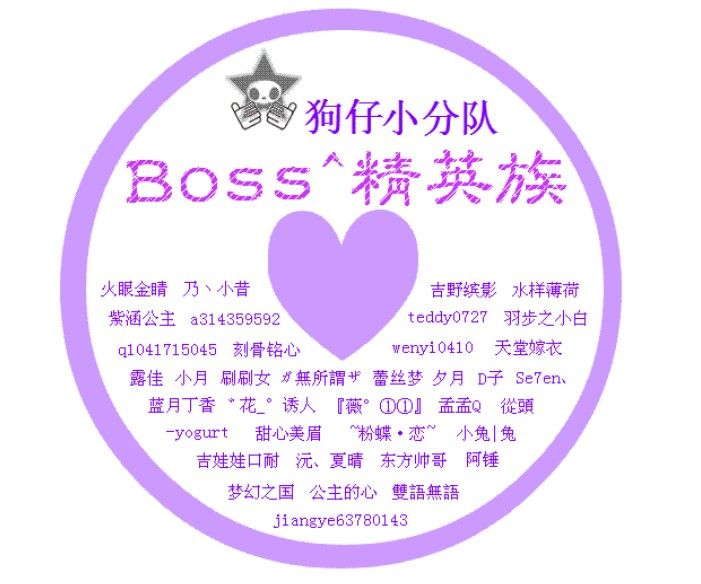 狗仔小分队
Boss^精英族
火眼金睛 乃丶小昔 吉野缤影 水样薄荷
紫涵公主 a314359592 teddy0727 羽步之小白
q1041715045 刻骨铭心 wenyi0410 天堂嫁衣
露佳 小月 刷刷女 ㄍ無所謂ザ 蕾丝梦 夕月 D子 Se7en、
蓝月丁香 〝花_°诱人 『薇°①①』 孟孟Q 從頭
-yogurt 甜心美眉 ~粉蝶·恋~ 小兔|兔
吉娃娃口耐 沅、夏晴 东方帅哥 阿锤
梦幻之国 公主的心 雙語無語
jiangye63780143